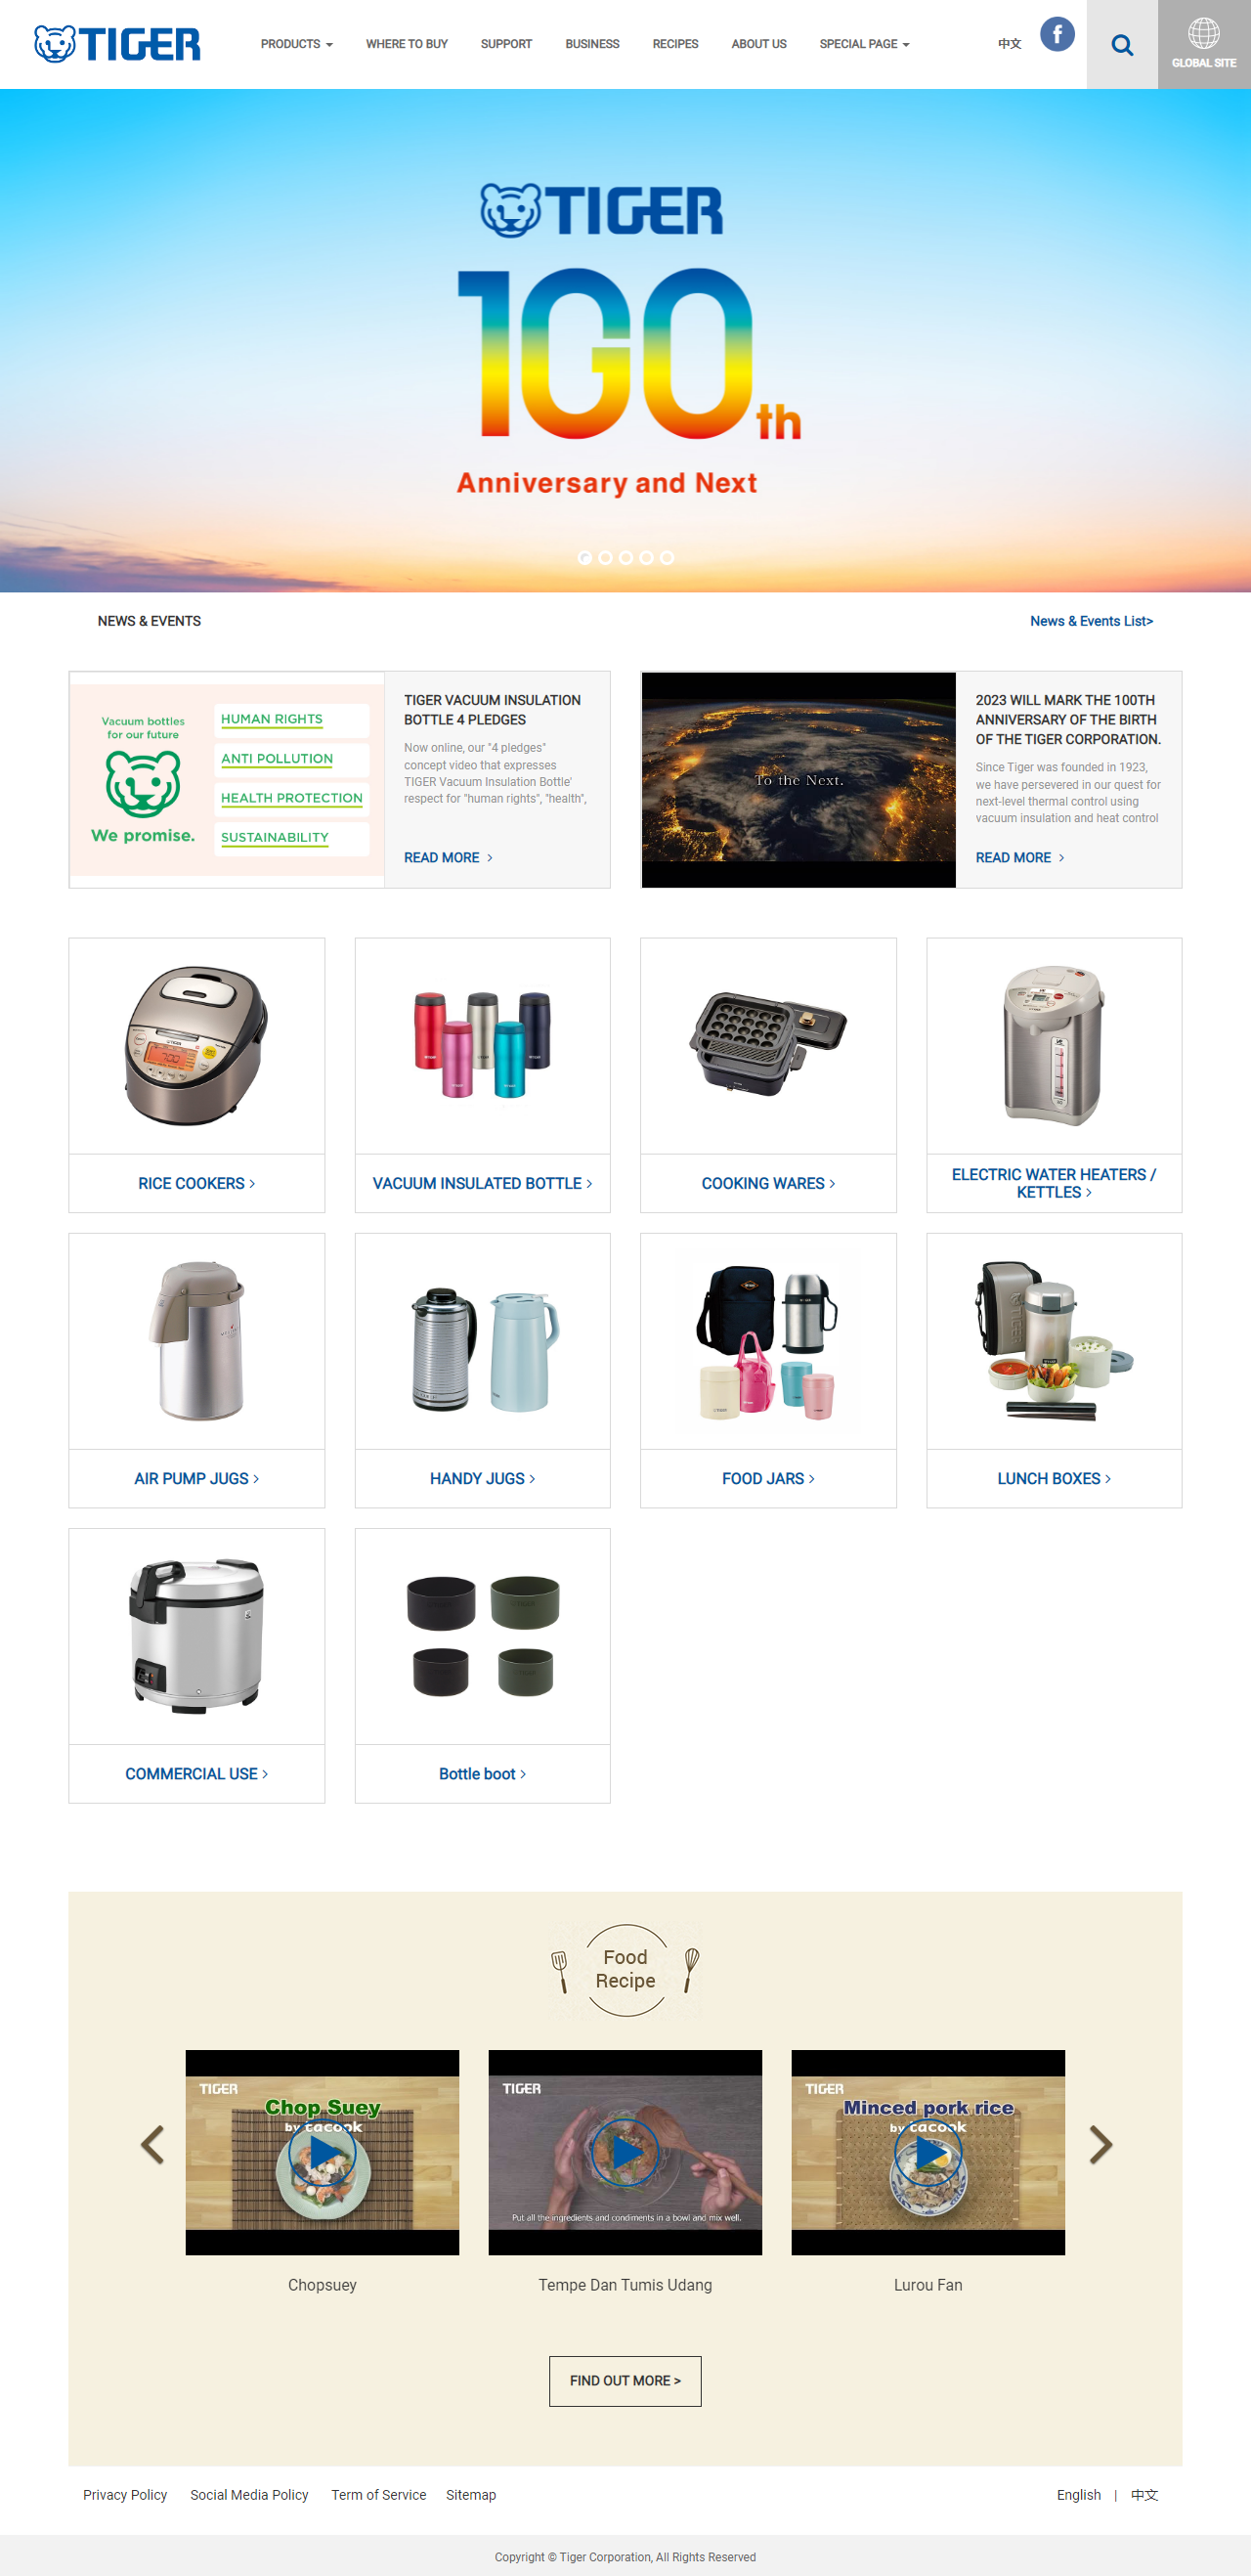 TIGER
PRODUCTS
WHERE TO BUY
SUPPORT
BUSINESS
RECIPES
ABOUT US
SPECIAL PAGE
中文
GLOBAL SITE
TIGER
100th
Anniversary and Next
NEWS & EVENTS
News & Events List>
Vacuum bottles
for our future
We promise.
HUMAN RIGHTS
ANTI POLLUTION
HEALTH PROTECTION
SUSTAINABILITY
TIGER VACUUM INSULATION
BOTTLE 4 PLEDGES
Now online, our "4 pledges"
concept video that expresses
TIGER Vacuum Insulation Bottle'
respect for "human rights", "health",
READ MORE >
To the Next.
2023 WILL MARK THE 100TH
ANNIVERSARY OF THE BIRTH
OF THE TIGER CORPORATION.
Since Tiger was founded in 1923,
we have persevered in our quest for
next-level thermal control using
vacuum insulation and heat control
READ MORE >
RICE COOKERS >
VACUUM INSULATED BOTTLE >
COOKING WARES >
ELECTRIC WATER HEATERS /
KETTLES >
AIR PUMP JUGS >
HANDY JUGS >
FOOD JARS >
LUNCH BOXES >
COMMERCIAL USE >
Bottle boot >
Food
Recipe
TIGER
Chop Suey
by tacook
TIGER
Put all the ingredients and condiments in a bowl and mix well.
TIGER
Minced pork rice
by tacook
Chopsuey
Tempe Dan Tumis Udang
Lurou Fan
FIND OUT MORE >
Privacy Policy
Social Media Policy
Term of Service
Sitemap
English | 中文
Copyright © Tiger Corporation, All Rights Reserved